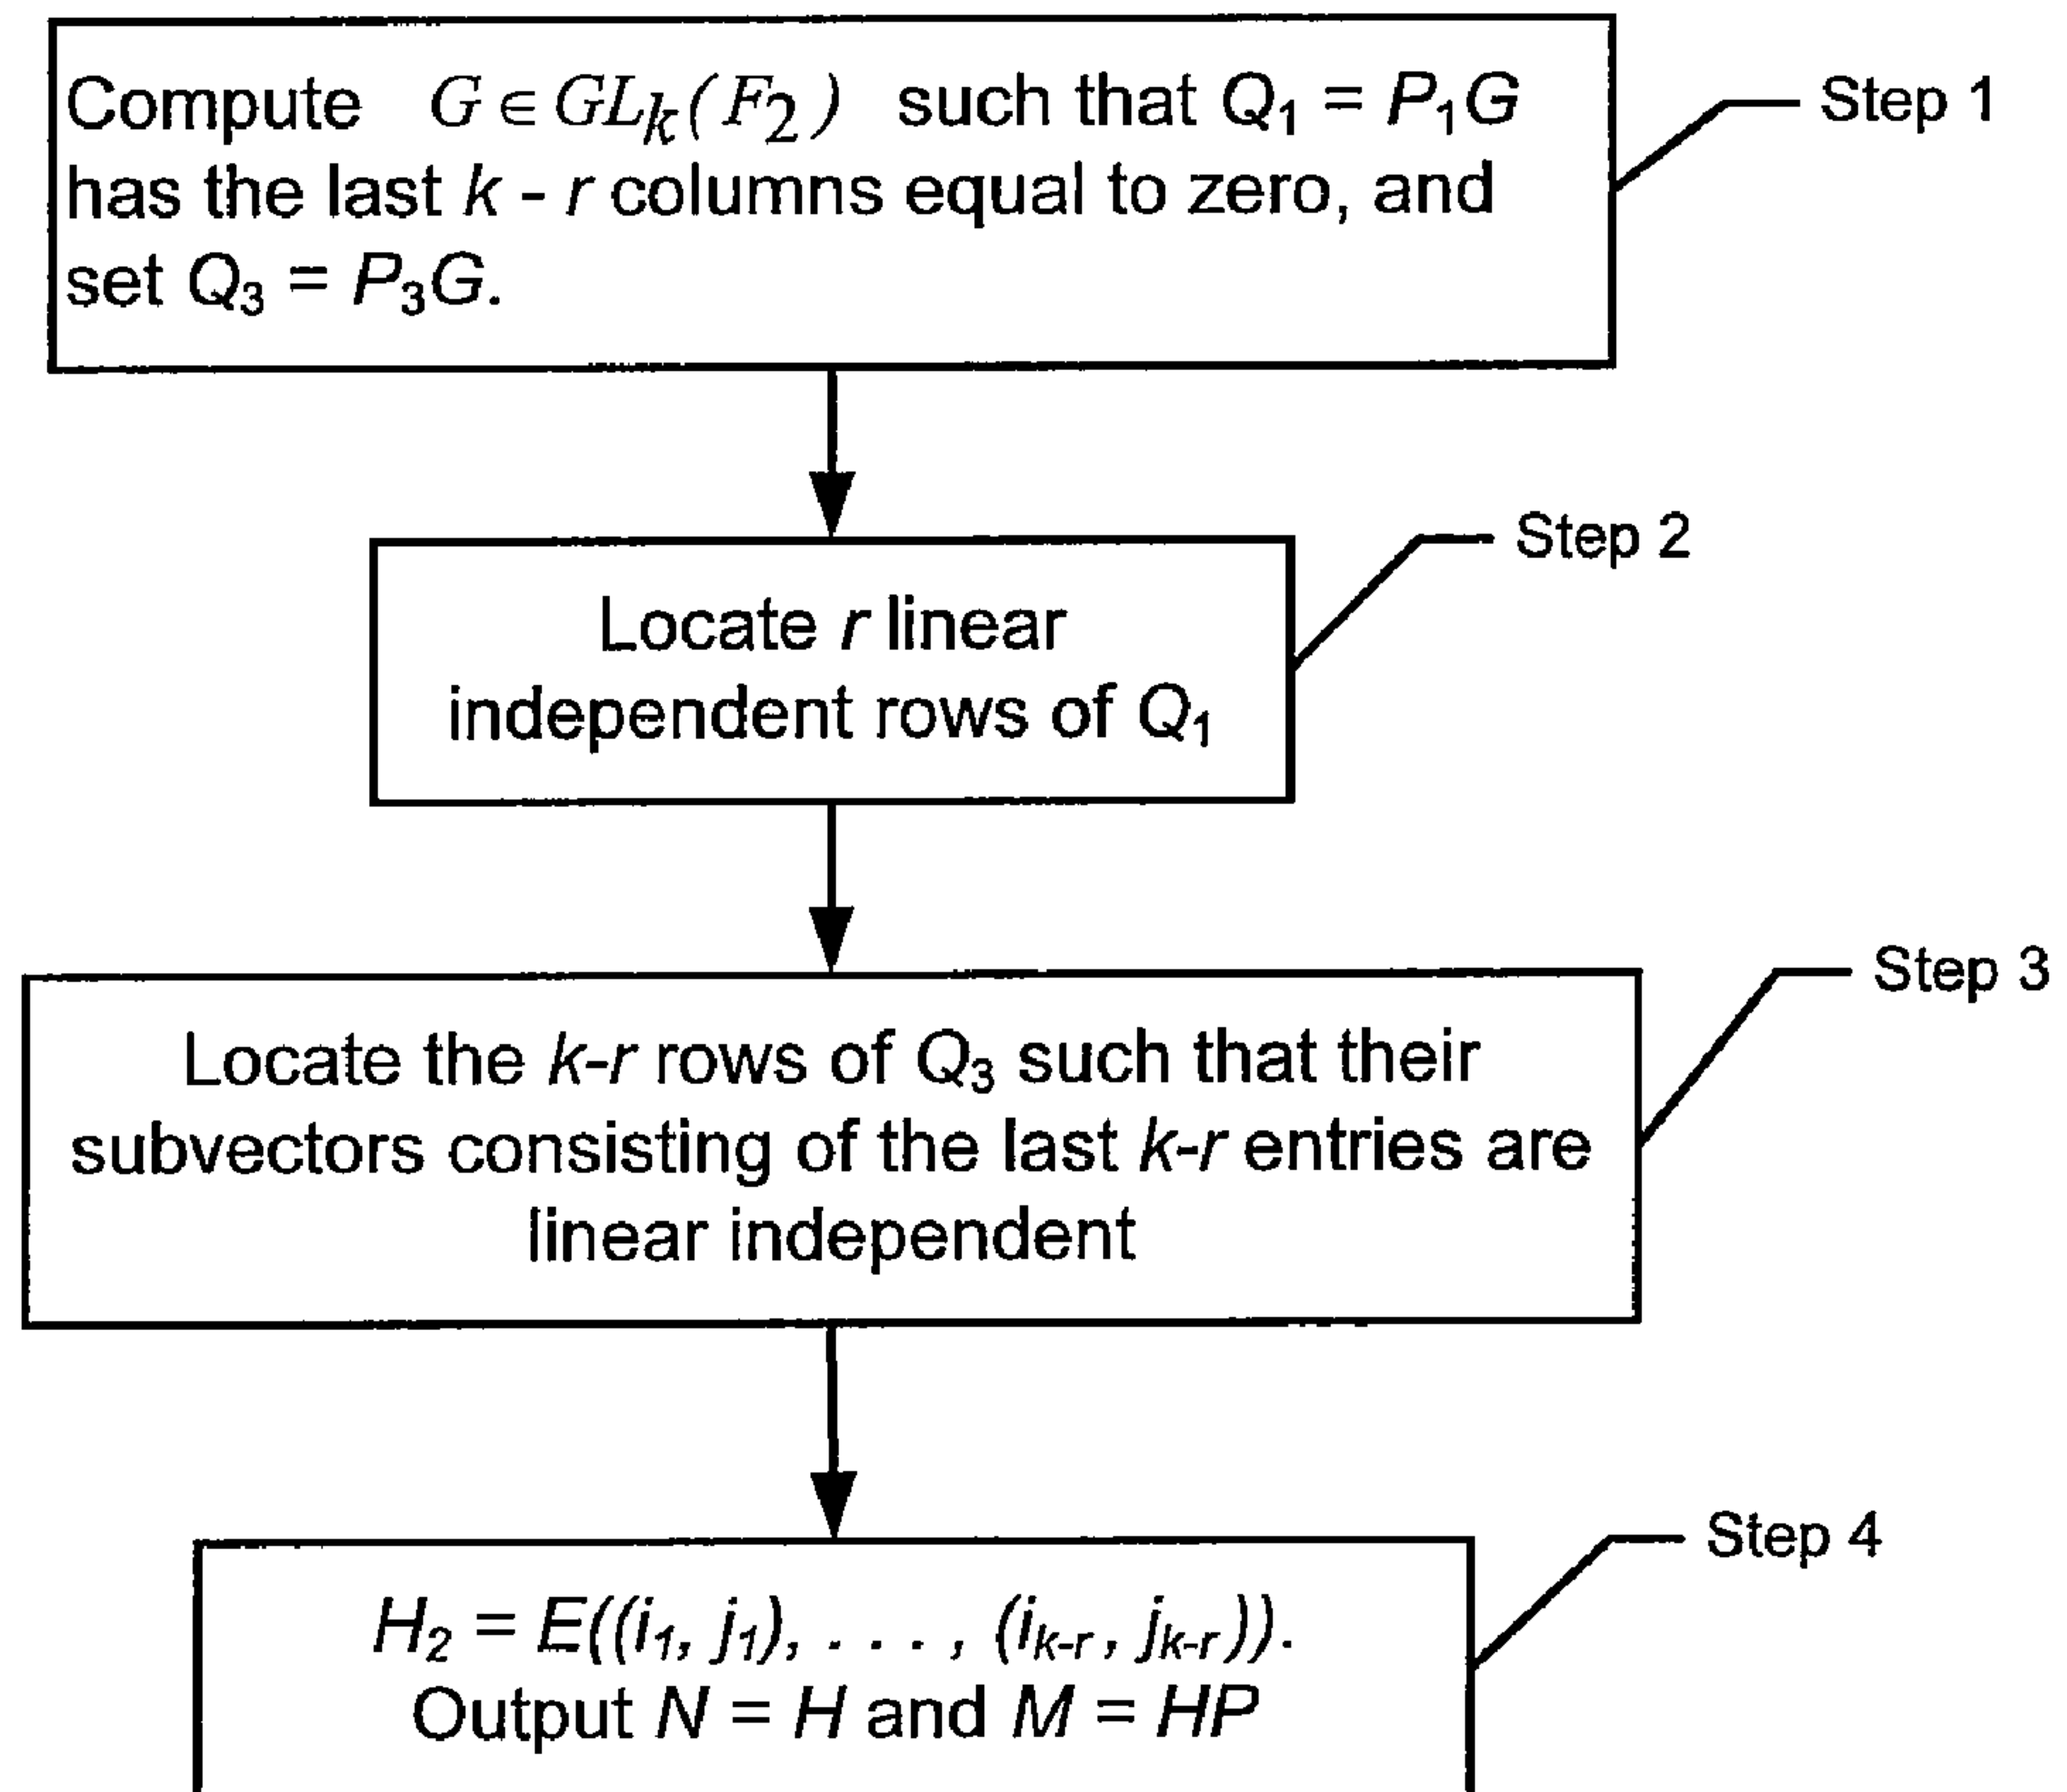 Compute G ∈ GL_k(F_2) such that Q_1 = P_1G
has the last k - r columns equal to zero, and
set Q_3 = P_3G.
Step 1
Locate r linear
independent rows of Q_1
Step 2
Locate the k-r rows of Q_3 such that their
subvectors consisting of the last k-r entries are
linear independent
Step 3
H_2 = E((i_1, j_1), . . . , (i_{k-r}, j_{k-r})).
Output N = H and M = HP
Step 4